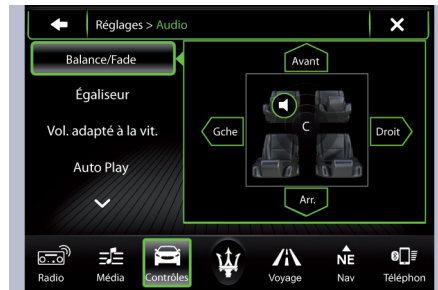 Réglages > Audio
Balance/Fade
Égaliseur
Vol. adapté à la vit.
Auto Play
Avant
Gche
C
Droit
Arr.
Radio
Média
Contrôles
Voyage
NE
Nav
Téléphon